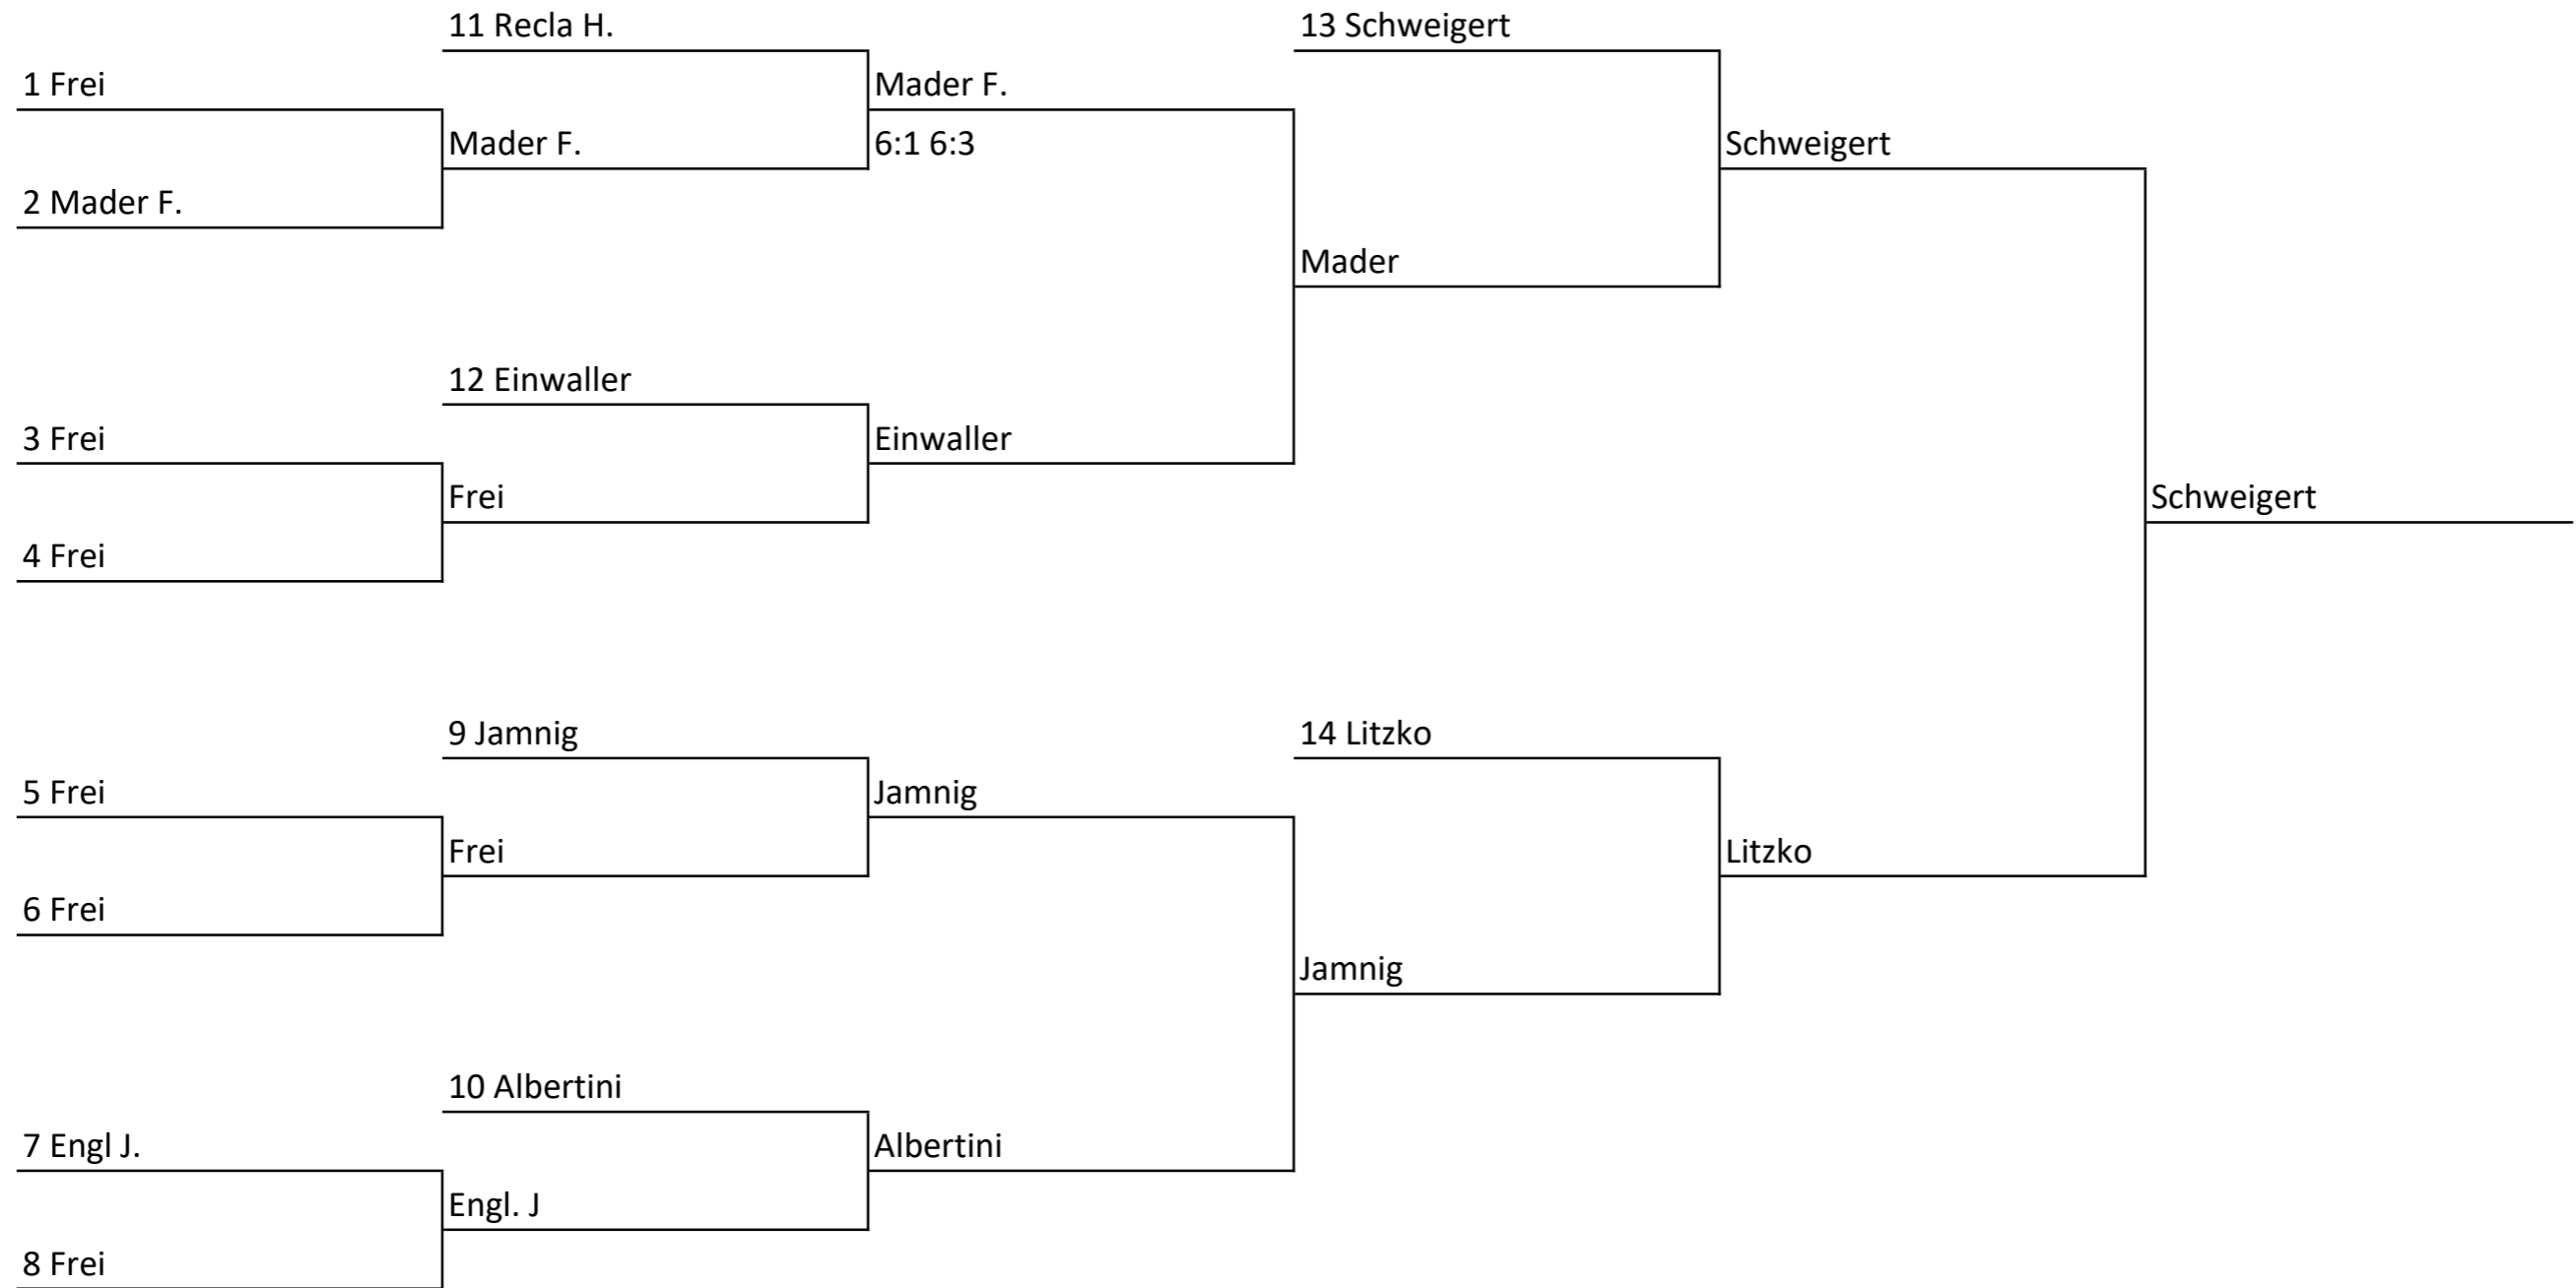 11 Recla H.
13 Schweigert
1 Frei
Mader F.
Mader F.
6:1 6:3
Schweigert
2 Mader F.
Mader
12 Einwaller
3 Frei
Einwaller
Frei
Schweigert
4 Frei
9 Jamnig
14 Litzko
5 Frei
Jamnig
Frei
Litzko
6 Frei
Jamnig
10 Albertini
7 Engl J.
Albertini
Engl. J
8 Frei